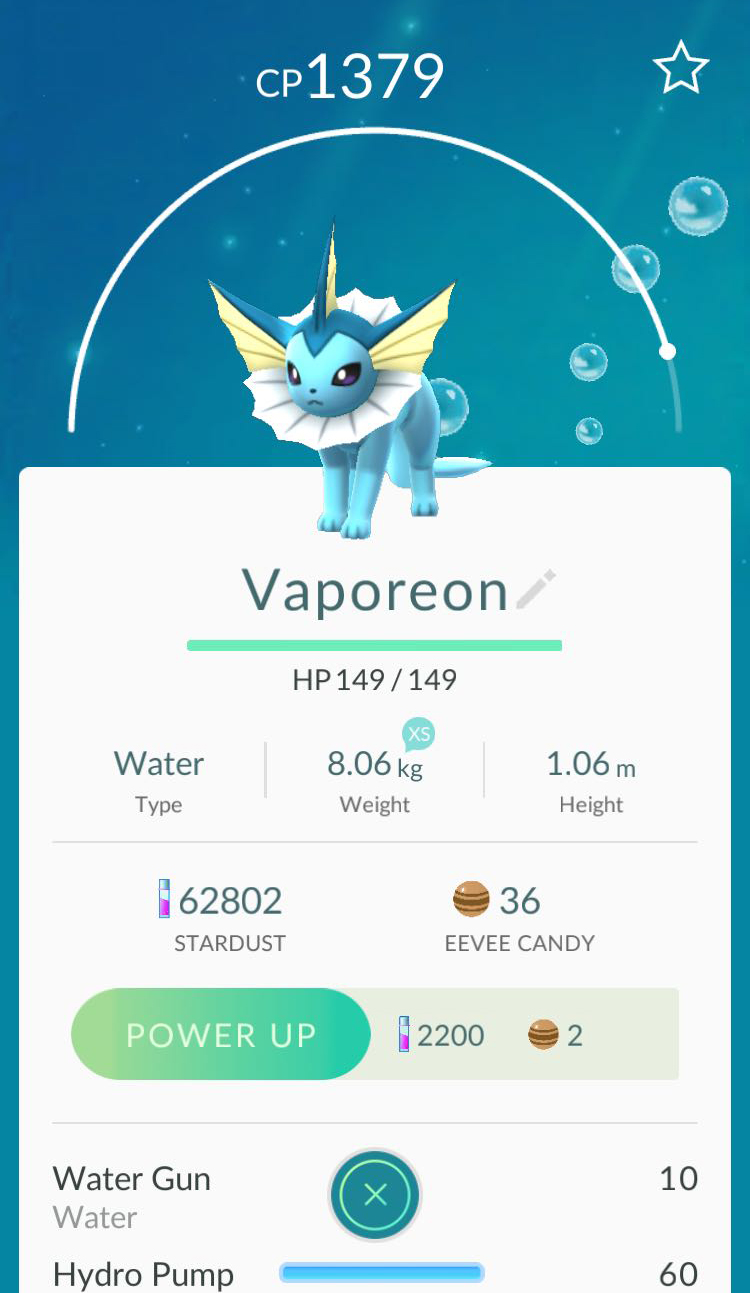 CP1379
Vaporeon
HP 149 / 149
XS
Water 8.06 kg 1.06 m
Type Weight Height
62802 36
STARDUST EEVEE CANDY
POWER UP 2200 2
Water Gun 10
Water
Hydro Pump 60